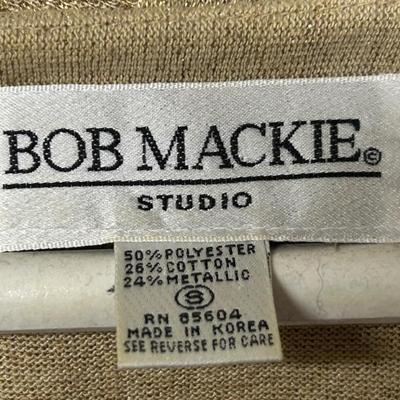 BOB MACKIE©
STUDIO
50% POLYESTER
26% COTTON
24% METALLIC
S
RN 85604
MADE IN KOREA
SEE REVERSE FOR CARE